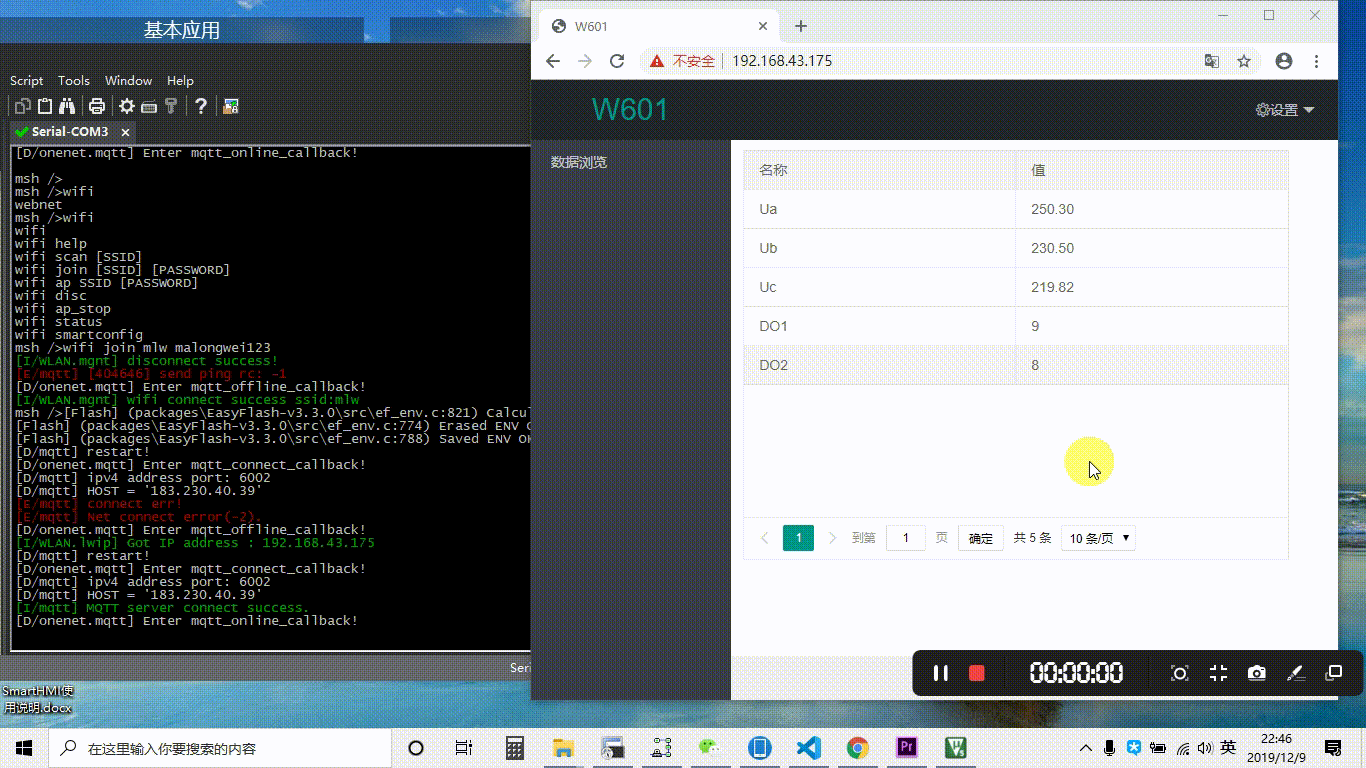 基本应用
Script Tools Window Help
Serial-COM3
[D/onenet.mqtt] Enter mqtt_online_callback!
msh />
msh />wifi
webnet
msh />wifi
wifi
wifi help
wifi scan [SSID]
wifi join [SSID] [PASSWORD]
wifi ap SSID [PASSWORD]
wifi disc
wifi ap_stop
wifi status
wifi smartconfig
msh />wifi join mlw malongwei123
[I/WLAN.mgnt] disconnect success!
[E/mqtt] [404646] send ping rc: -1
[D/onenet.mqtt] Enter mqtt_offline_callback!
[I/WLAN.mgnt] wifi connect success ssid:mlw
msh />[Flash] (packages\EasyFlash-v3.3.0\src\ef_env.c:821) Calcul
[Flash] (packages\EasyFlash-v3.3.0\src\ef_env.c:774) Erased ENV
[Flash] (packages\EasyFlash-v3.3.0\src\ef_env.c:788) Saved ENV OK
[D/mqtt] restart!
[D/onenet.mqtt] Enter mqtt_connect_callback!
[D/mqtt] ipv4 address port: 6002
[D/mqtt] HOST = '183.230.40.39'
[E/mqtt] connect err!
[E/mqtt] Net connect error(-2).
[D/onenet.mqtt] Enter mqtt_offline_callback!
[I/WLAN.lwip] Got IP address : 192.168.43.175
[D/mqtt] restart!
[D/onenet.mqtt] Enter mqtt_connect_callback!
[D/mqtt] ipv4 address port: 6002
[D/mqtt] HOST = '183.230.40.39'
[I/mqtt] MQTT server connect success.
[D/onenet.mqtt] Enter mqtt_online_callback!
Seri
SmartHMI使
用说明.docx
W601
不安全 192.168.43.175
W601 设置
数据浏览
名称 值
Ua 250.30
Ub 230.50
Uc 219.82
DO1 9
DO2 8
1 到第 1 页 确定 共 5 条 10 条/页
00:00:00
在这里输入你要搜索的内容
英
22:46
2019/12/9